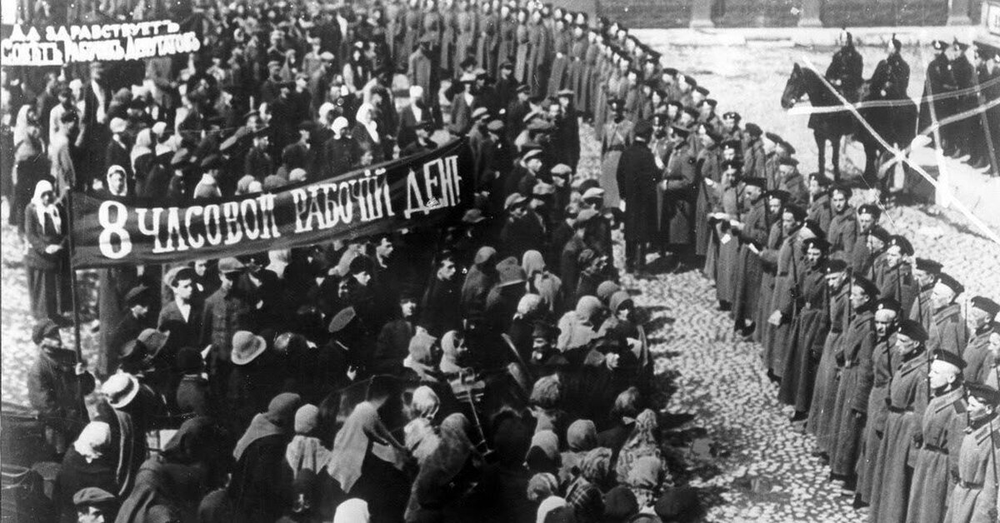 ДА ЗДРАВСТВУЕТЪ
СОВѢТЪ РАБОЧИХЪ ДЕПУТАТОВЪ
8 ЧАСОВОЙ РАБОЧІЙ ДЕНЬ